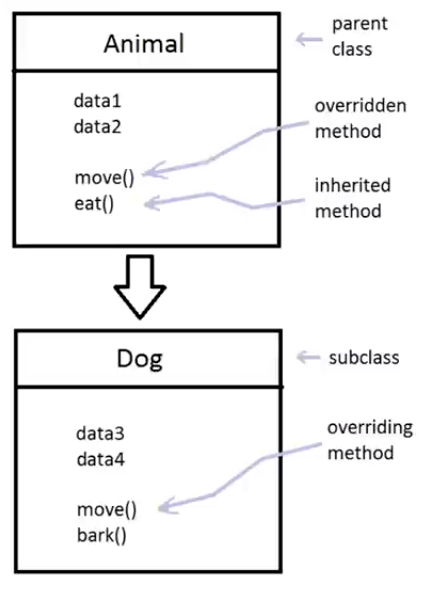 Animal
parent
class
data1
data2
overridden
method
move()
eat()
inherited
method
Dog
subclass
data3
data4
overriding
method
move()
bark()